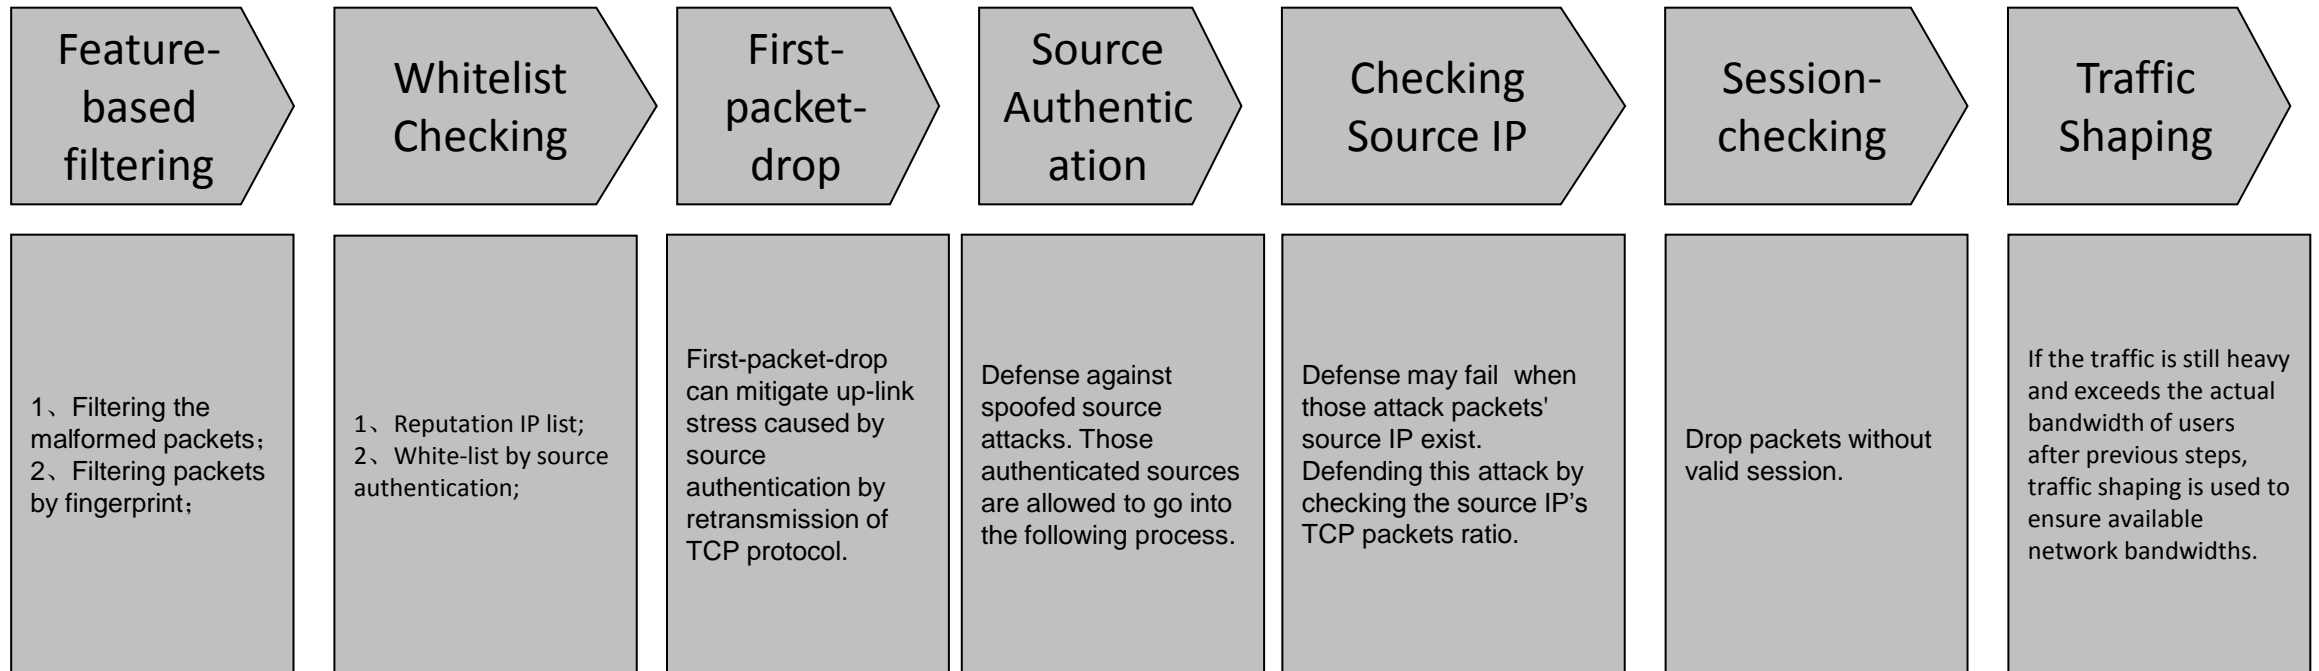 Feature-
based
filtering
Whitelist
Checking
First-
packet-
drop
Source
Authentic
ation
Checking
Source IP
Session-
checking
Traffic
Shaping
1、Filtering the
malformed packets；
2、Filtering packets
by fingerprint；
1、Reputation IP list;
2、White-list by source
authentication;
First-packet-drop
can mitigate up-link
stress caused by
source
authentication by
retransmission of
TCP protocol.
Defense against
spoofed source
attacks. Those
authenticated sources
are allowed to go into
the following process.
Defense may fail  when
those attack packets'
source IP exist.
Defending this attack by
checking the source IP’s
TCP packets ratio.
Drop packets without
valid session.
If the traffic is still heavy
and exceeds the actual
bandwidth of users
after previous steps,
traffic shaping is used to
ensure available
network bandwidths.